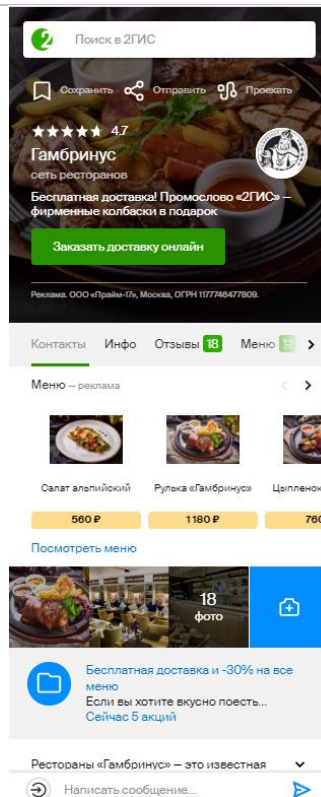 Поиск в 2ГИС
Сохранить Отправить Проехать
4.7
Гамбринус
сеть ресторанов
Бесплатная доставка! Промослово «2ГИС» –
фирменные колбаски в подарок
Заказать доставку онлайн
Реклама. ООО «Прайм-17», Москва, ОГРН 1177746477809.
Контакты Инфо Отзывы 18 Меню
Меню – реклама
Салат альпийский Рулька «Гамбринус» Цыпленок
560 ₽ 1180 ₽ 760
Посмотреть меню
18
фото
Бесплатная доставка и -30% на все
меню
Если вы хотите вкусно поесть...
Сейчас 5 акций
Рестораны «Гамбринус» – это известная
Написать сообщение...